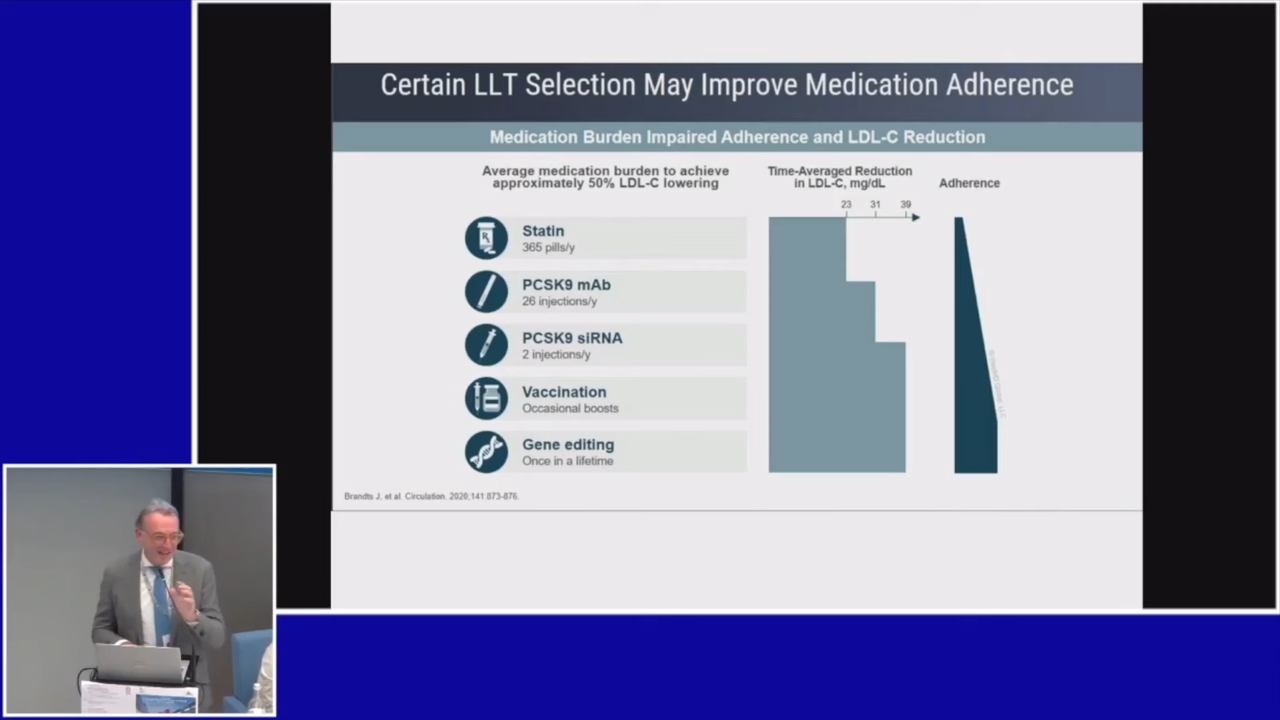 Certain LLT Selection May Improve Medication Adherence
Medication Burden Impaired Adherence and LDL-C Reduction
Average medication burden to achieve
approximately 50% LDL-C lowering
Time-Averaged Reduction
in LDL-C, mg/dL
Adherence
23 31 39
Statin
365 pills/y
PCSK9 mAb
26 injections/y
PCSK9 siRNA
2 injections/y
Vaccination
Occasional boosts
Gene editing
Once in a lifetime
Brandts J, et al. Circulation. 2020;141:873-876.